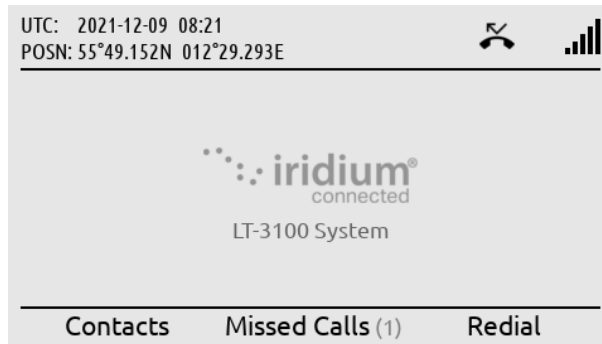 UTC: 2021-12-09 08:21
POSN: 55°49.152N 012°29.293E
iridium®
connected
LT-3100 System
Contacts Missed Calls (1) Redial